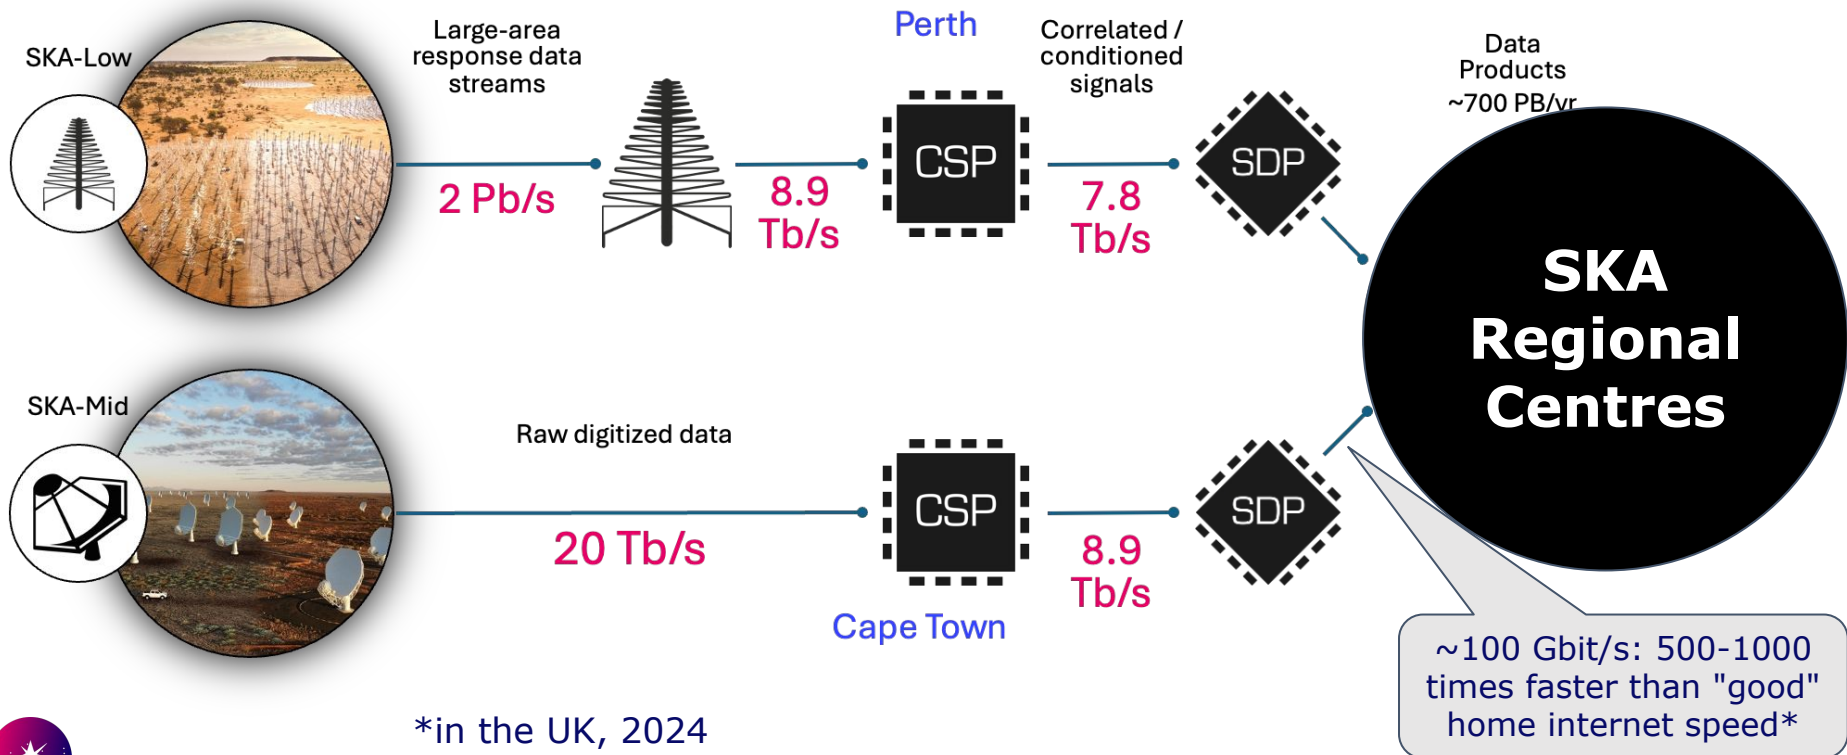 SKA-Low
Large-area
response data
streams
2 Pb/s
8.9
Tb/s
Perth
CSP
Correlated /
conditioned
signals
7.8
Tb/s
SDP
Data
Products
~700 PB/yr
SKA
Regional
Centres
SKA-Mid
Raw digitized data
20 Tb/s
CSP
Cape Town
8.9
Tb/s
SDP
~100 Gbit/s: 500-1000
times faster than "good"
home internet speed*
*in the UK, 2024